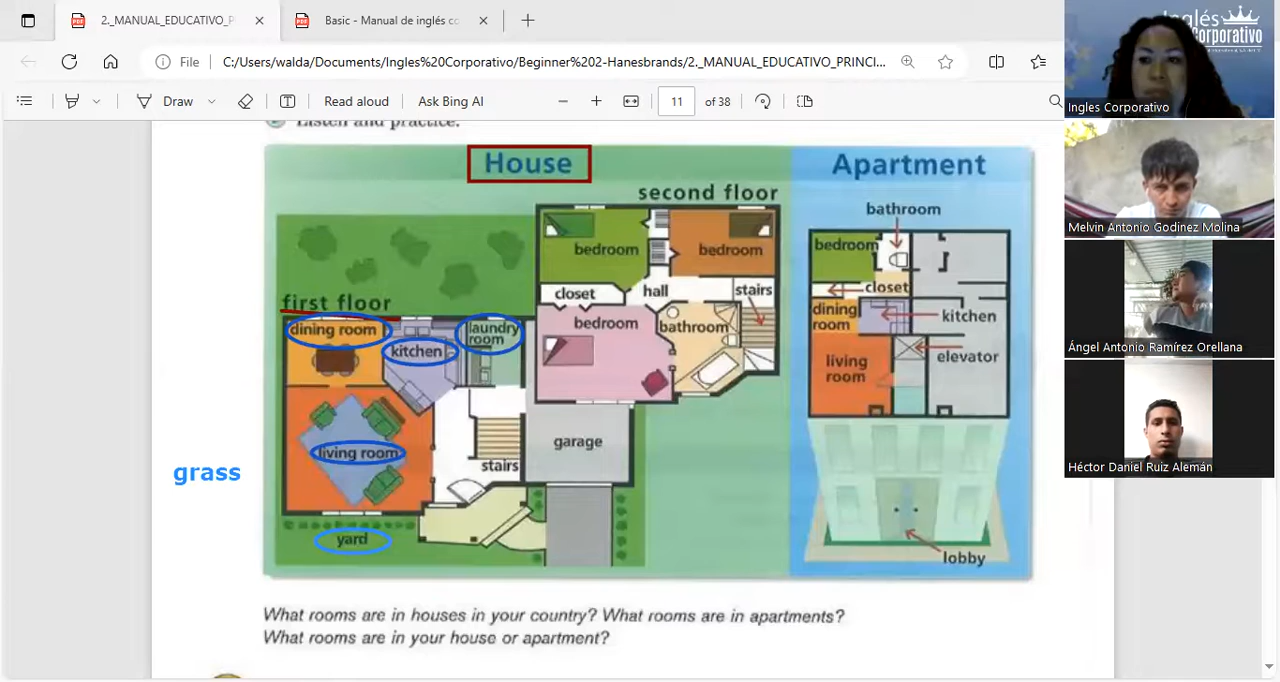 2._MANUAL_EDUCATIVO_P
Basic - Manual de inglés co
File
C:/Users/walda/Documents/Ingles%20Corporativo/Beginner%202-Hanesbrands/2._MANUAL_EDUCATIVO_PRINCI...
Draw
Read aloud
Ask Bing AI
11
of 38
Listen and practice.
House
Apartment
second floor
bathroom
bedroom
bedroom
bedroom
closet
hall
stairs
closet
first floor
dining room
laundry
room
kitchen
bedroom
bathroom
dining
room
kitchen
elevator
living
room
garage
living room
stairs
grass
yard
lobby
What rooms are in houses in your country? What rooms are in apartments?
What rooms are in your house or apartment?
Inglés
Corporativo
Ingles Corporativo
Melvin Antonio Godinez Molina
Ángel Antonio Ramírez Orellana
Héctor Daniel Ruiz Alemán